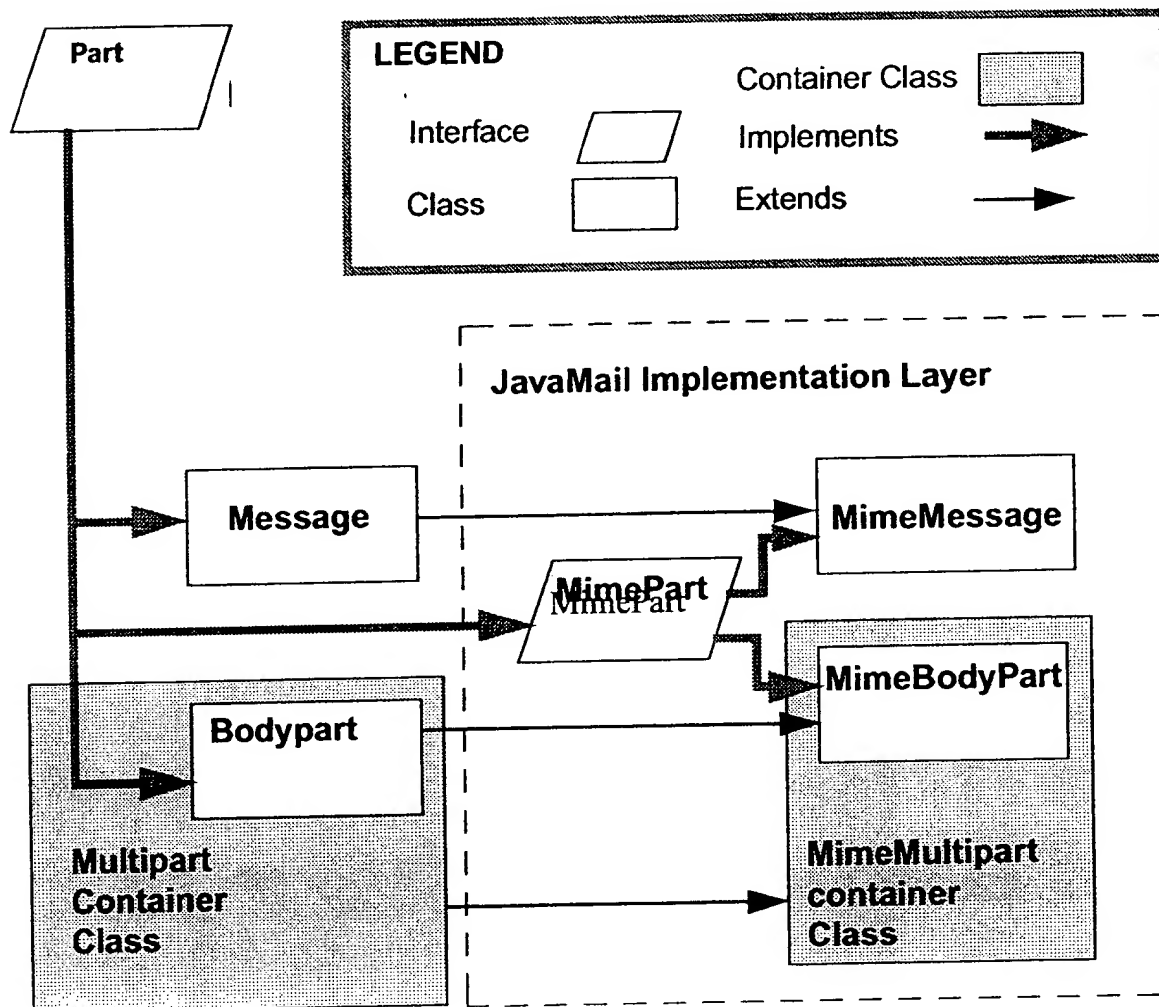 Part
LEGEND
Container Class
Interface
Implements
Class
Extends
JavaMail Implementation Layer
Message
MimeMessage
MimePart
MimePart
MimeBodyPart
Bodypart
Multipart
Container
Class
MimeMultipart
container
Class